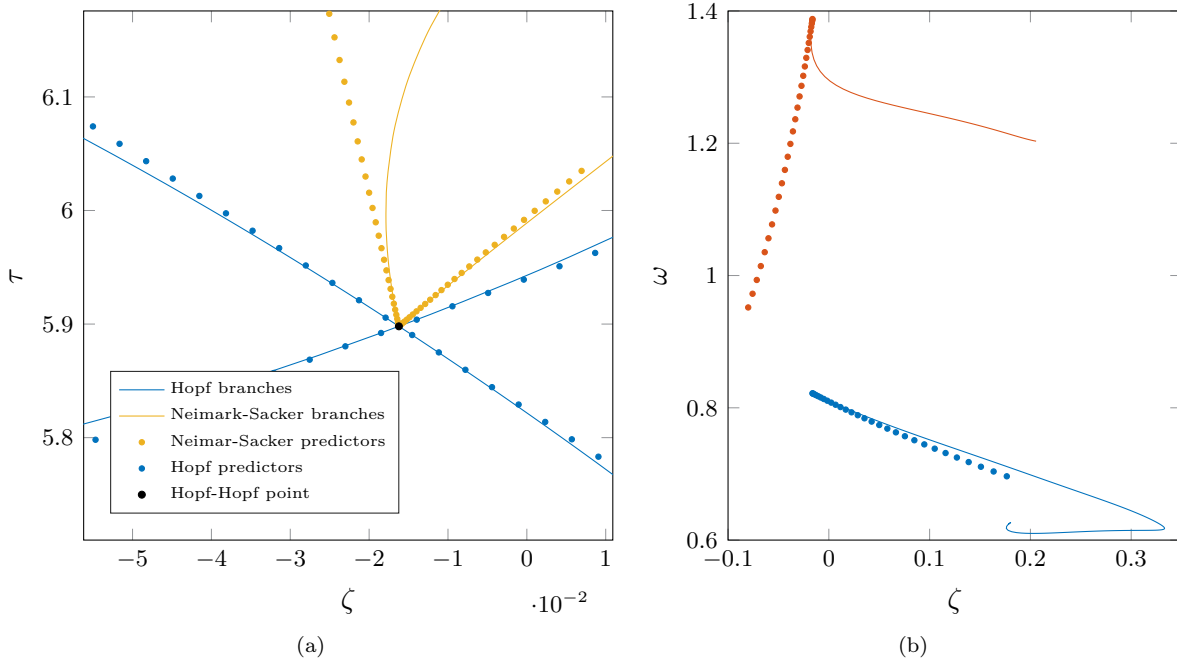 6.1
6
5.9
5.8
τ
Hopf branches
Neimark-Sacker branches
Neimar-Sacker predictors
Hopf predictors
Hopf-Hopf point
−5
−4
−3
−2
−1
0
1
ζ
·10−2
(a)
1.4
1.2
1
0.8
0.6
ω
−0.1
0
0.1
0.2
0.3
ζ
(b)